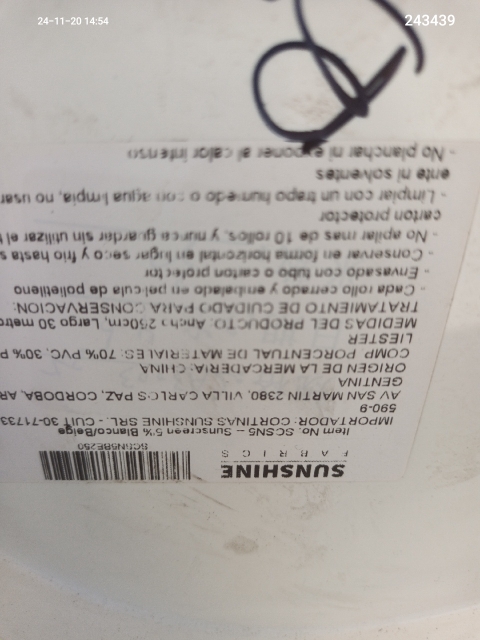 24-11-20 14:54
243439
SUNSHINE
FABRICS
SCSN5BE250
Item No: SCSN5 – Sunscreen 5% Blanco/Beige
IMPORTADOR: CORTINAS SUNSHINE SRL - CUIT 30-71733
590-9
AV SAN MARTIN 2380, VILLA CARLOS PAZ, CORDOBA, AR
GENTINA
ORIGEN DE LA MERCADERIA: CHINA
COMP PORCENTUAL DE MATERIALES: 70% PVC, 30% P
LIESTER
MEDIDAS DEL PRODUCTO: Ancho 250cm, Largo 30 metro
TRATAMIENTO DE CUIDADO PARA CONSERVACION:
- Cada rollo cerrado y embalado en pelicula de polietileno
- Envasado con tubo o carton protector
- Conservar en forma horizontal en lugar seco y frio y hasta
- No apilar mas de 10 rollos, y nunca guardar sin utilizar el t
carton protector
- Limpiar con un trapo humedo o con agua limpia, no usar
ente ni solventes
- No planchar ni exponer al calor intenso